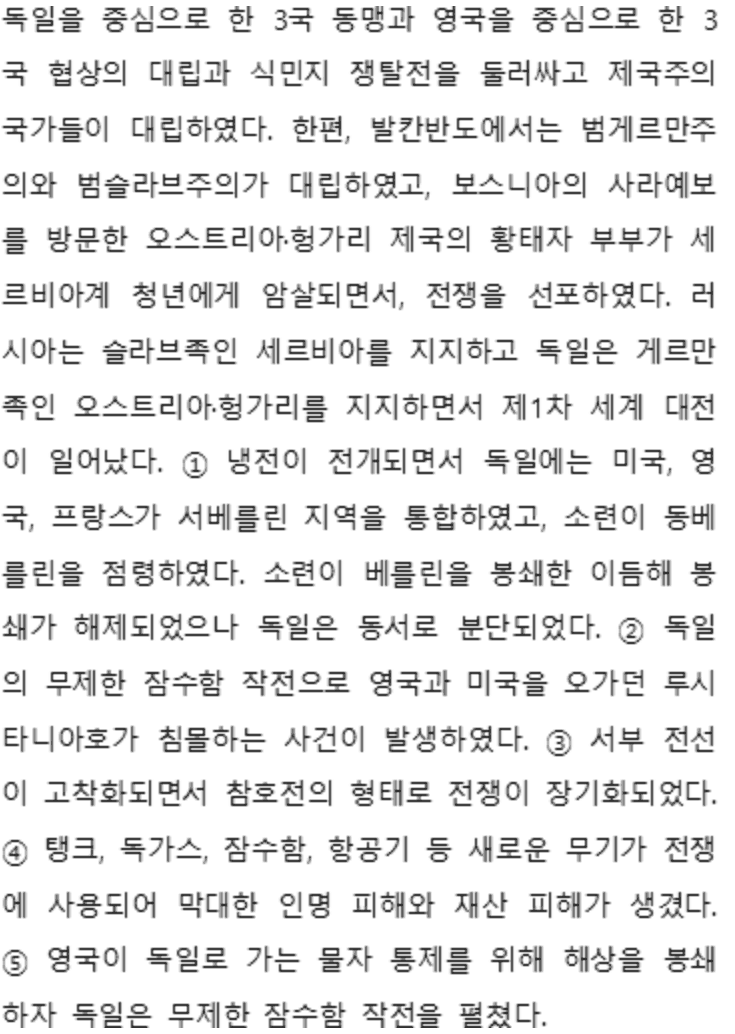 독일을 중심으로 한 3국 동맹과 영국을 중심으로 한 3
국 협상의 대립과 식민지 쟁탈전을 둘러싸고 제국주의
국가들이 대립하였다. 한편, 발칸반도에서는 범게르만주
의와 범슬라브주의가 대립하였고, 보스니아의 사라예보
를 방문한 오스트리아·헝가리 제국의 황태자 부부가 세
르비아계 청년에게 암살되면서, 전쟁을 선포하였다. 러
시아는 슬라브족인 세르비아를 지지하고 독일은 게르만
족인 오스트리아·헝가리를 지지하면서 제1차 세계 대전
이 일어났다. ① 냉전이 전개되면서 독일에는 미국, 영
국, 프랑스가 서베를린 지역을 통합하였고, 소련이 동베
를린을 점령하였다. 소련이 베를린을 봉쇄한 이듬해 봉
쇄가 해제되었으나 독일은 동서로 분단되었다. ② 독일
의 무제한 잠수함 작전으로 영국과 미국을 오가던 루시
타니아호가 침몰하는 사건이 발생하였다. ③ 서부 전선
이 고착화되면서 참호전의 형태로 전쟁이 장기화되었다.
④ 탱크, 독가스, 잠수함, 항공기 등 새로운 무기가 전쟁
에 사용되어 막대한 인명 피해와 재산 피해가 생겼다.
⑤ 영국이 독일로 가는 물자 통제를 위해 해상을 봉쇄
하자 독일은 무제한 잠수함 작전을 펼쳤다.